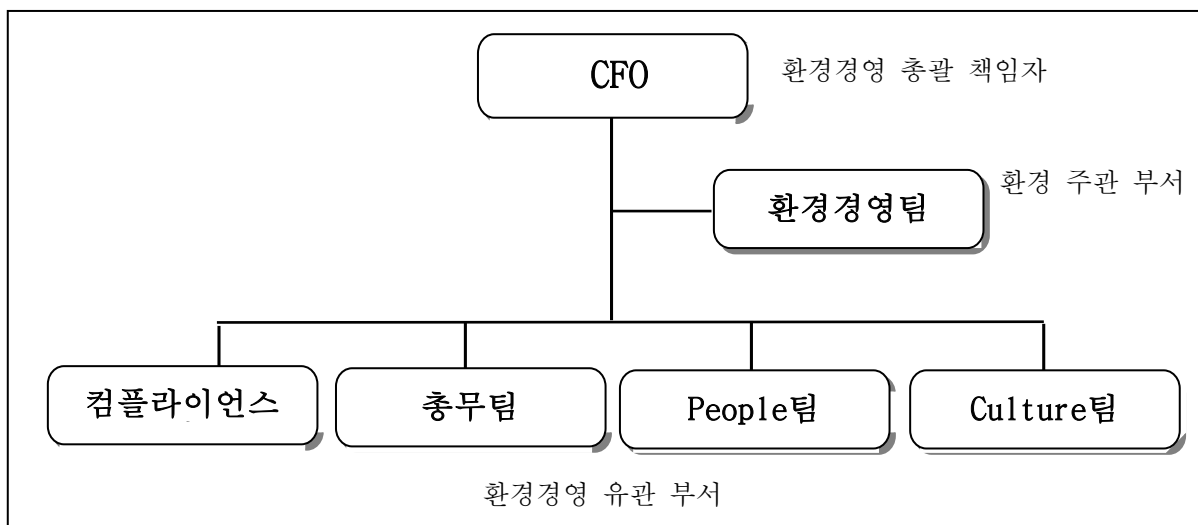 CFO
환경경영 총괄 책임자
환경 주관 부서
환경경영팀
컴플라이언스
총무팀
People팀
Culture팀
환경경영 유관 부서